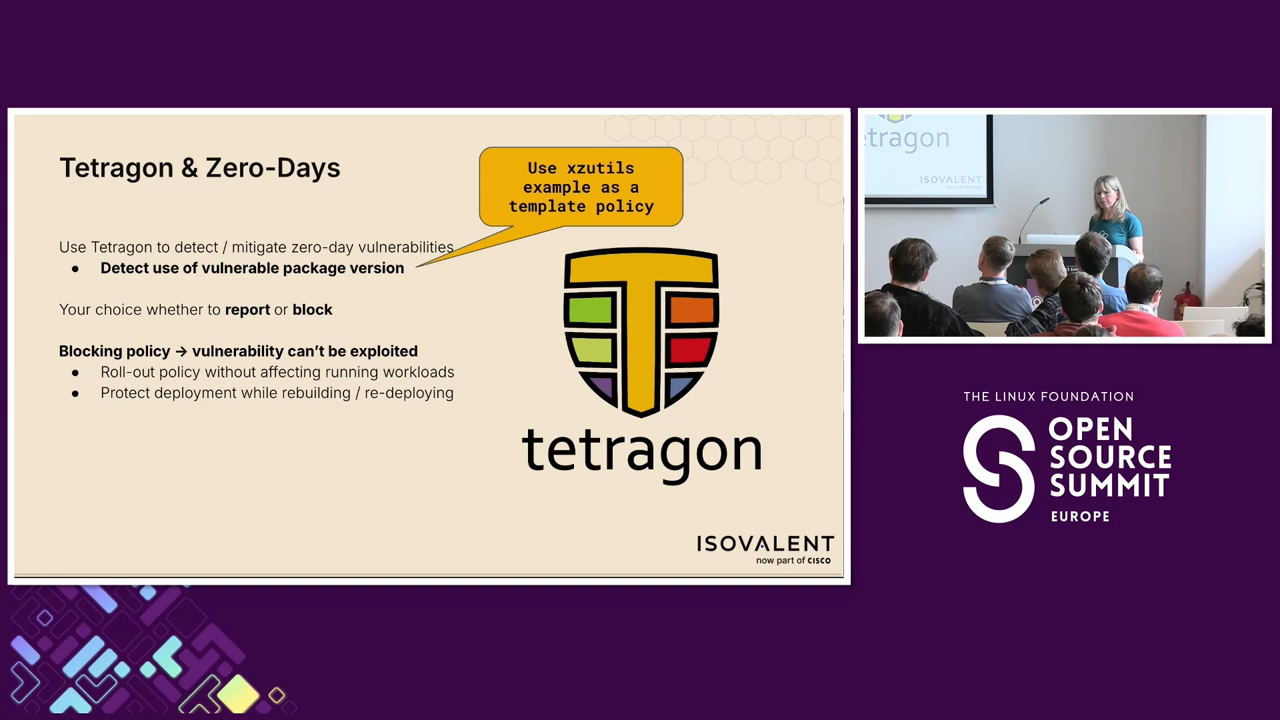 Tetragon & Zero-Days
Use xzutils
example as a
template policy
Use Tetragon to detect / mitigate zero-day vulnerabilities
● Detect use of vulnerable package version
Your choice whether to report or block
Blocking policy → vulnerability can't be exploited
● Roll-out policy without affecting running workloads
● Protect deployment while rebuilding / re-deploying
tetragon
ISOVALENT
now part of CISCO
etragon
ISOVALENT
THE LINUX FOUNDATION
OPEN
SOURCE
SUMMIT
EUROPE